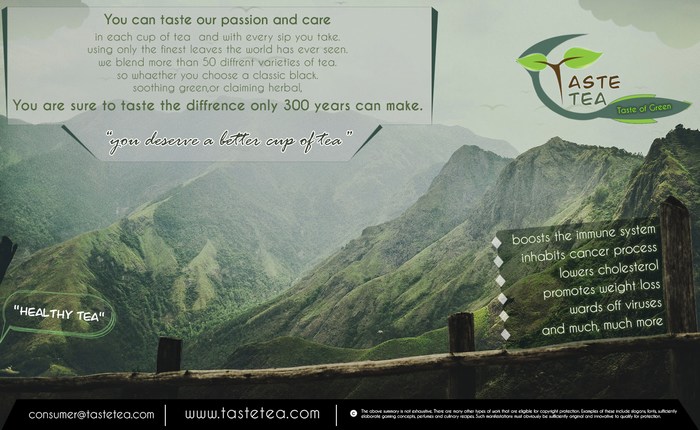 You can taste our passion and care
in each cup of tea and with every sip you take.
using only the finest leaves the world has ever seen.
we blend more than 50 diffrent varieties of tea.
so whaether you choose a classic black.
soothing green,or claiming herbal,
You are sure to taste the diffrence only 300 years can make.
"you deserve a better cup of tea"
TASTE
TEA
Taste of Green
boosts the immune system
inhabits cancer process
lowers cholesterol
promotes weight loss
wards off viruses
and much, much more
"HEALTHY TEA"
consumer@tastetea.com
www.tastetea.com
© The above summary is not exhaustive. There are many other types of work that are eligible for copyright protection. Examples of these include slogans, fonts, sufficiently
elaborate gaming concepts, perfumes and culinary recipes. Such manifestations must obviously be sufficiently original and innovative to qualify for protection.